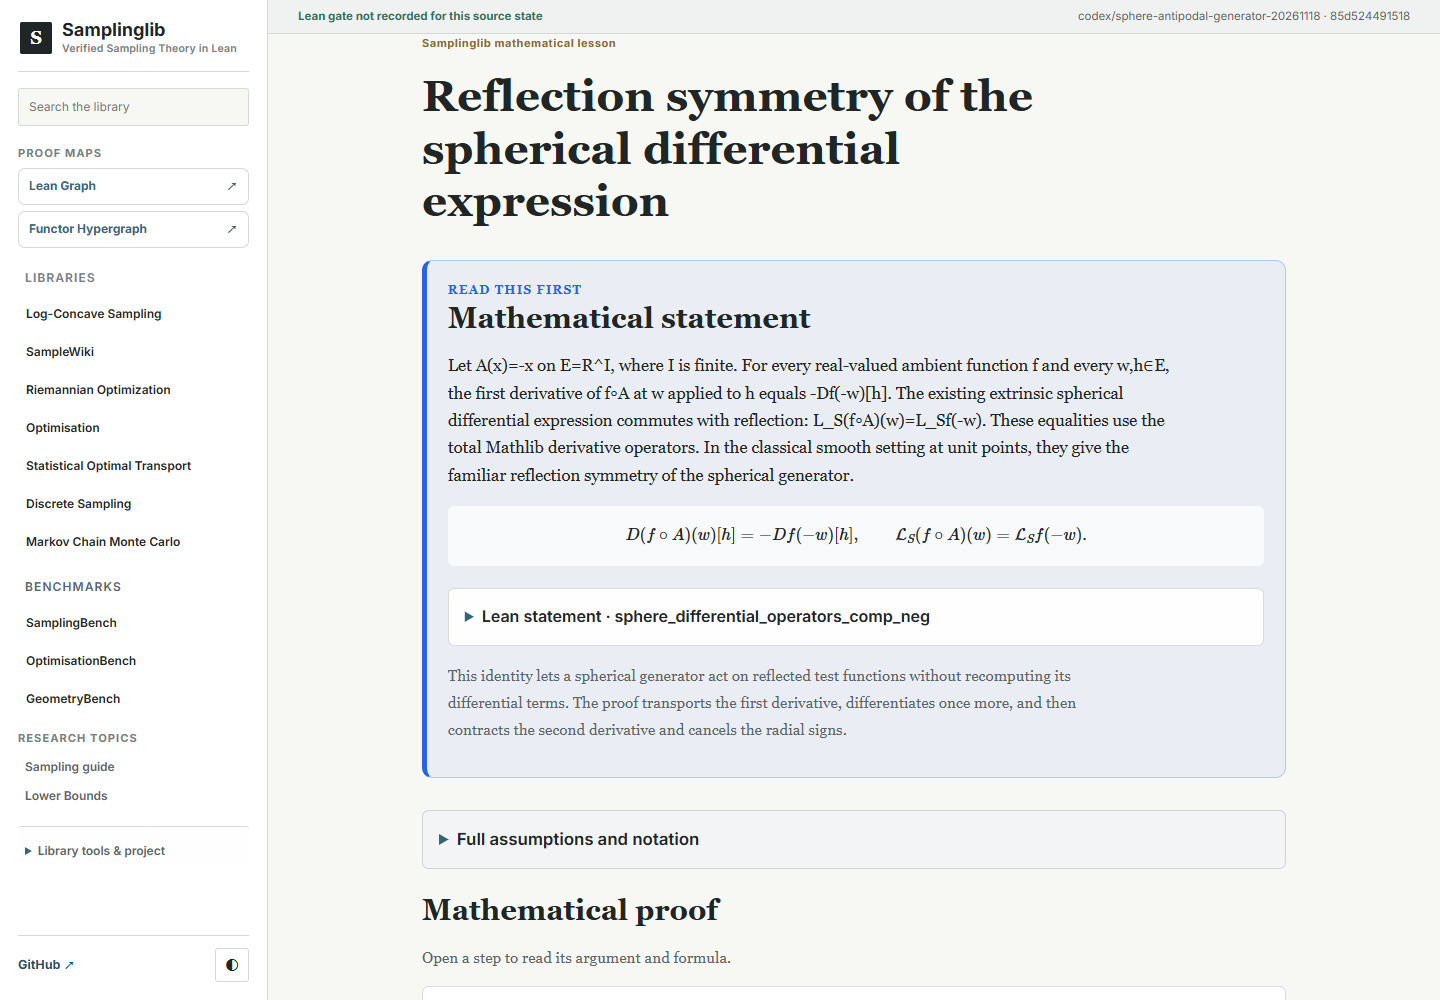 S
Samplinglib
Verified Sampling Theory in Lean
Search the library
PROOF MAPS
Lean Graph ↗
Functor Hypergraph ↗
LIBRARIES
Log-Concave Sampling
SampleWiki
Riemannian Optimization
Optimisation
Statistical Optimal Transport
Discrete Sampling
Markov Chain Monte Carlo
BENCHMARKS
SamplingBench
OptimisationBench
GeometryBench
RESEARCH TOPICS
Sampling guide
Lower Bounds
Library tools & project
GitHub ↗
Lean gate not recorded for this source state
codex/sphere-antipodal-generator-20261118 · 85d524491518
Samplinglib mathematical lesson
Reflection symmetry of the
spherical differential
expression
READ THIS FIRST
Mathematical statement
Let A(x)=-x on E=R^I, where I is finite. For every real-valued ambient function f and every w,h∈E,
the first derivative of f∘A at w applied to h equals -Df(-w)[h]. The existing extrinsic spherical
differential expression commutes with reflection: L_S(f∘A)(w)=L_Sf(-w). These equalities use the
total Mathlib derivative operators. In the classical smooth setting at unit points, they give the
familiar reflection symmetry of the spherical generator.
D(f ∘ A)(w)[h] = −Df(−w)[h], ℒ_S(f ∘ A)(w) = ℒ_S f(−w).
Lean statement · sphere_differential_operators_comp_neg
This identity lets a spherical generator act on reflected test functions without recomputing its
differential terms. The proof transports the first derivative, differentiates once more, and then
contracts the second derivative and cancels the radial signs.
Full assumptions and notation
Mathematical proof
Open a step to read its argument and formula.